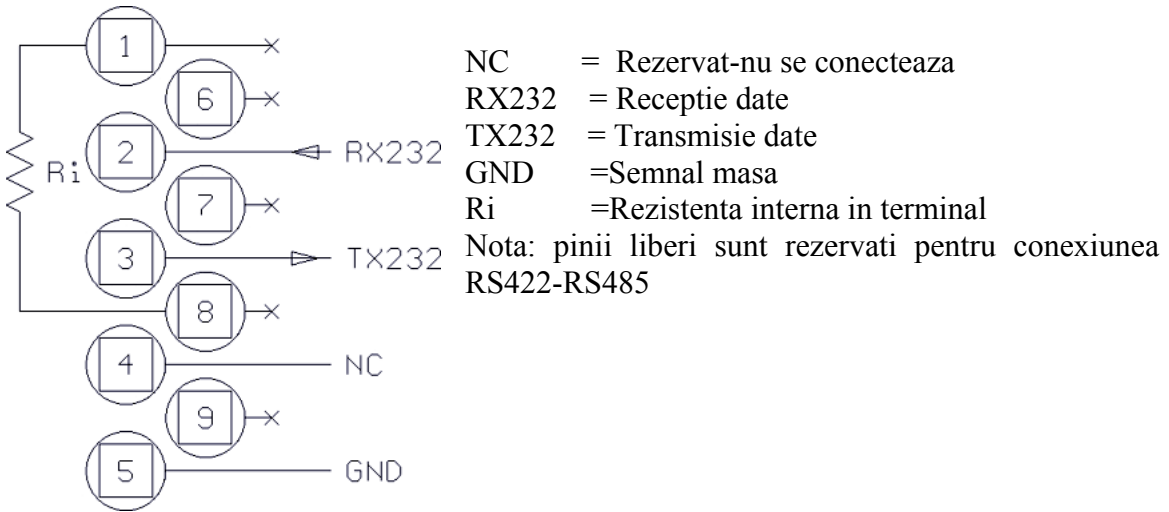 1
6
2 RX232
Ri
7
3 TX232
8
4 NC
9
5 GND
NC = Rezervat-nu se conecteaza
RX232 = Receptie date
TX232 = Transmisie date
GND =Semnal masa
Ri =Rezistenta interna in terminal
Nota: pinii liberi sunt rezervati pentru conexiunea
RS422-RS485